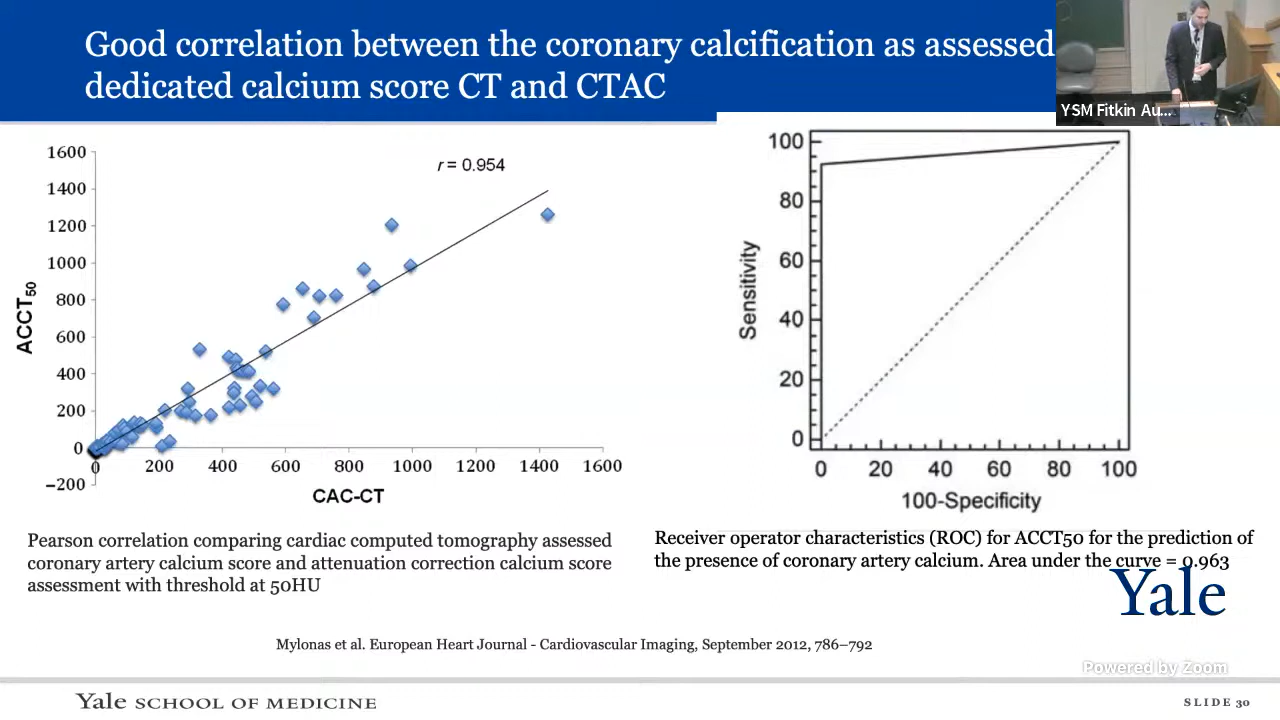 Good correlation between the coronary calcification as assessed
dedicated calcium score CT and CTAC
YSM Fitkin Au...
1600
1400
1200
1000
800
600
400
200
0
−200
ACCT50
r = 0.954
0
200
400
600
800
1000
1200
1400
1600
CAC-CT
100
80
60
40
20
0
Sensitivity
0
20
40
60
80
100
100-Specificity
Pearson correlation comparing cardiac computed tomography assessed
coronary artery calcium score and attenuation correction calcium score
assessment with threshold at 50HU
Receiver operator characteristics (ROC) for ACCT50 for the prediction of
the presence of coronary artery calcium. Area under the curve = 0.963
Yale
Mylonas et al. European Heart Journal - Cardiovascular Imaging, September 2012, 786–792
Powered by Zoom
Yale SCHOOL OF MEDICINE
SLIDE 30